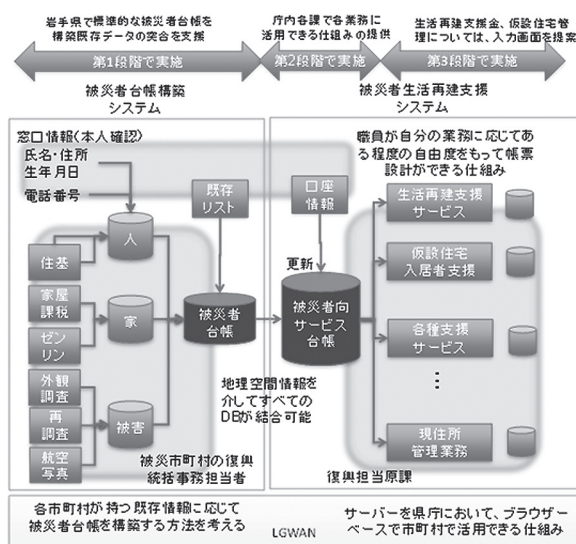 岩手県で標準的な被災者台帳を
構築既存データの突合を支援
庁内各課で各業務に
活用できる仕組みの提供
生活再建支援金、仮設住宅管
理については、入力画面を提案
第1段階で実施
第2段階で実施
第3段階で実施
被災者台帳構築
システム
被災者生活再建支援
システム
窓口情報(本人確認)
氏名・住所
生年月日
電話番号
既存
リスト
口座
情報
職員が自分の業務に応じてあ
る程度の自由度をもって帳票
設計ができる仕組み
人
住基
家屋
課税
ゼン
リン
家
外観
調査
再
調査
航空
写真
被害
被災者
台帳
更新
被災者向
サービス
台帳
生活再建支援
サービス
仮設住宅
入居者支援
各種支援
サービス
⋮
現住所
管理業務
地理空間情報を
介してすべての
DBが結合可能
被災市町村の復興
統括事務担当者
復興担当原課
各市町村が持つ既存情報に応じて
被災者台帳を構築する方法を考える
LGWAN
サーバーを県庁において、ブラウザー
ベースで市町村で活用できる仕組み